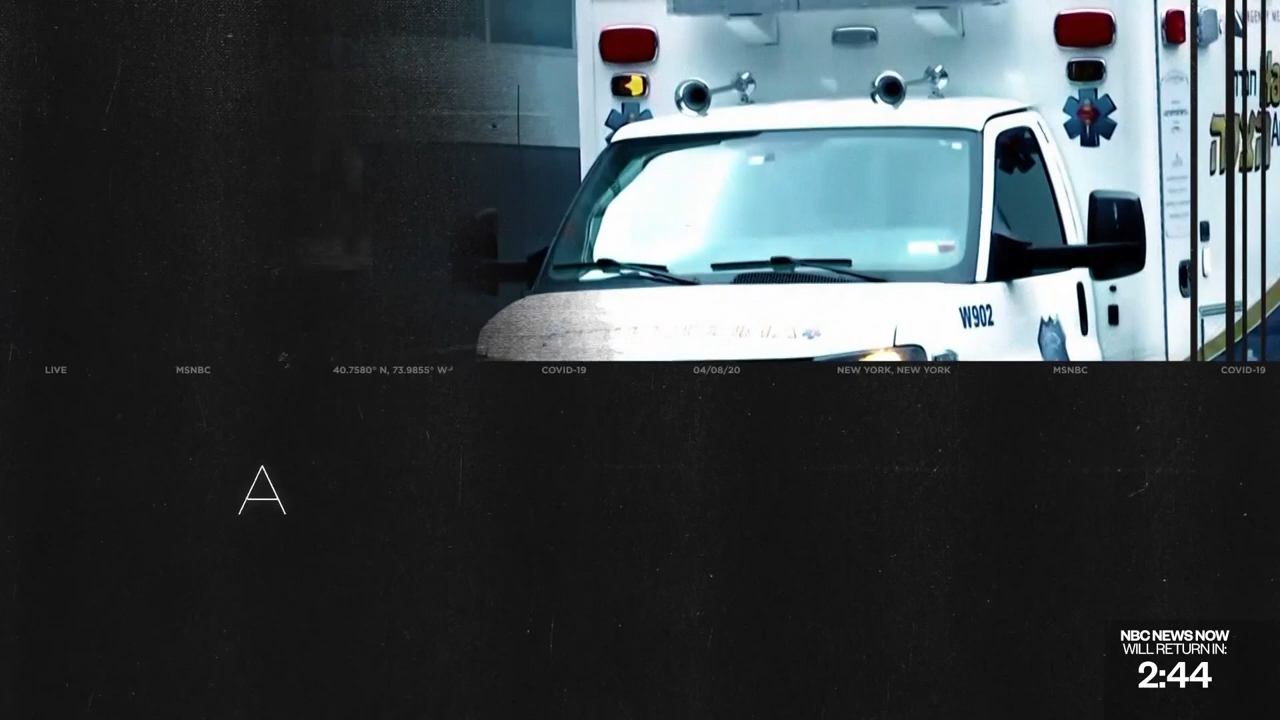 W902
LIVE MSNBC 40.7580° N, 73.9855° W COVID-19 04/08/20 NEW YORK, NEW YORK MSNBC COVID-19
A
NBC NEWS NOW
WILL RETURN IN:
2:44